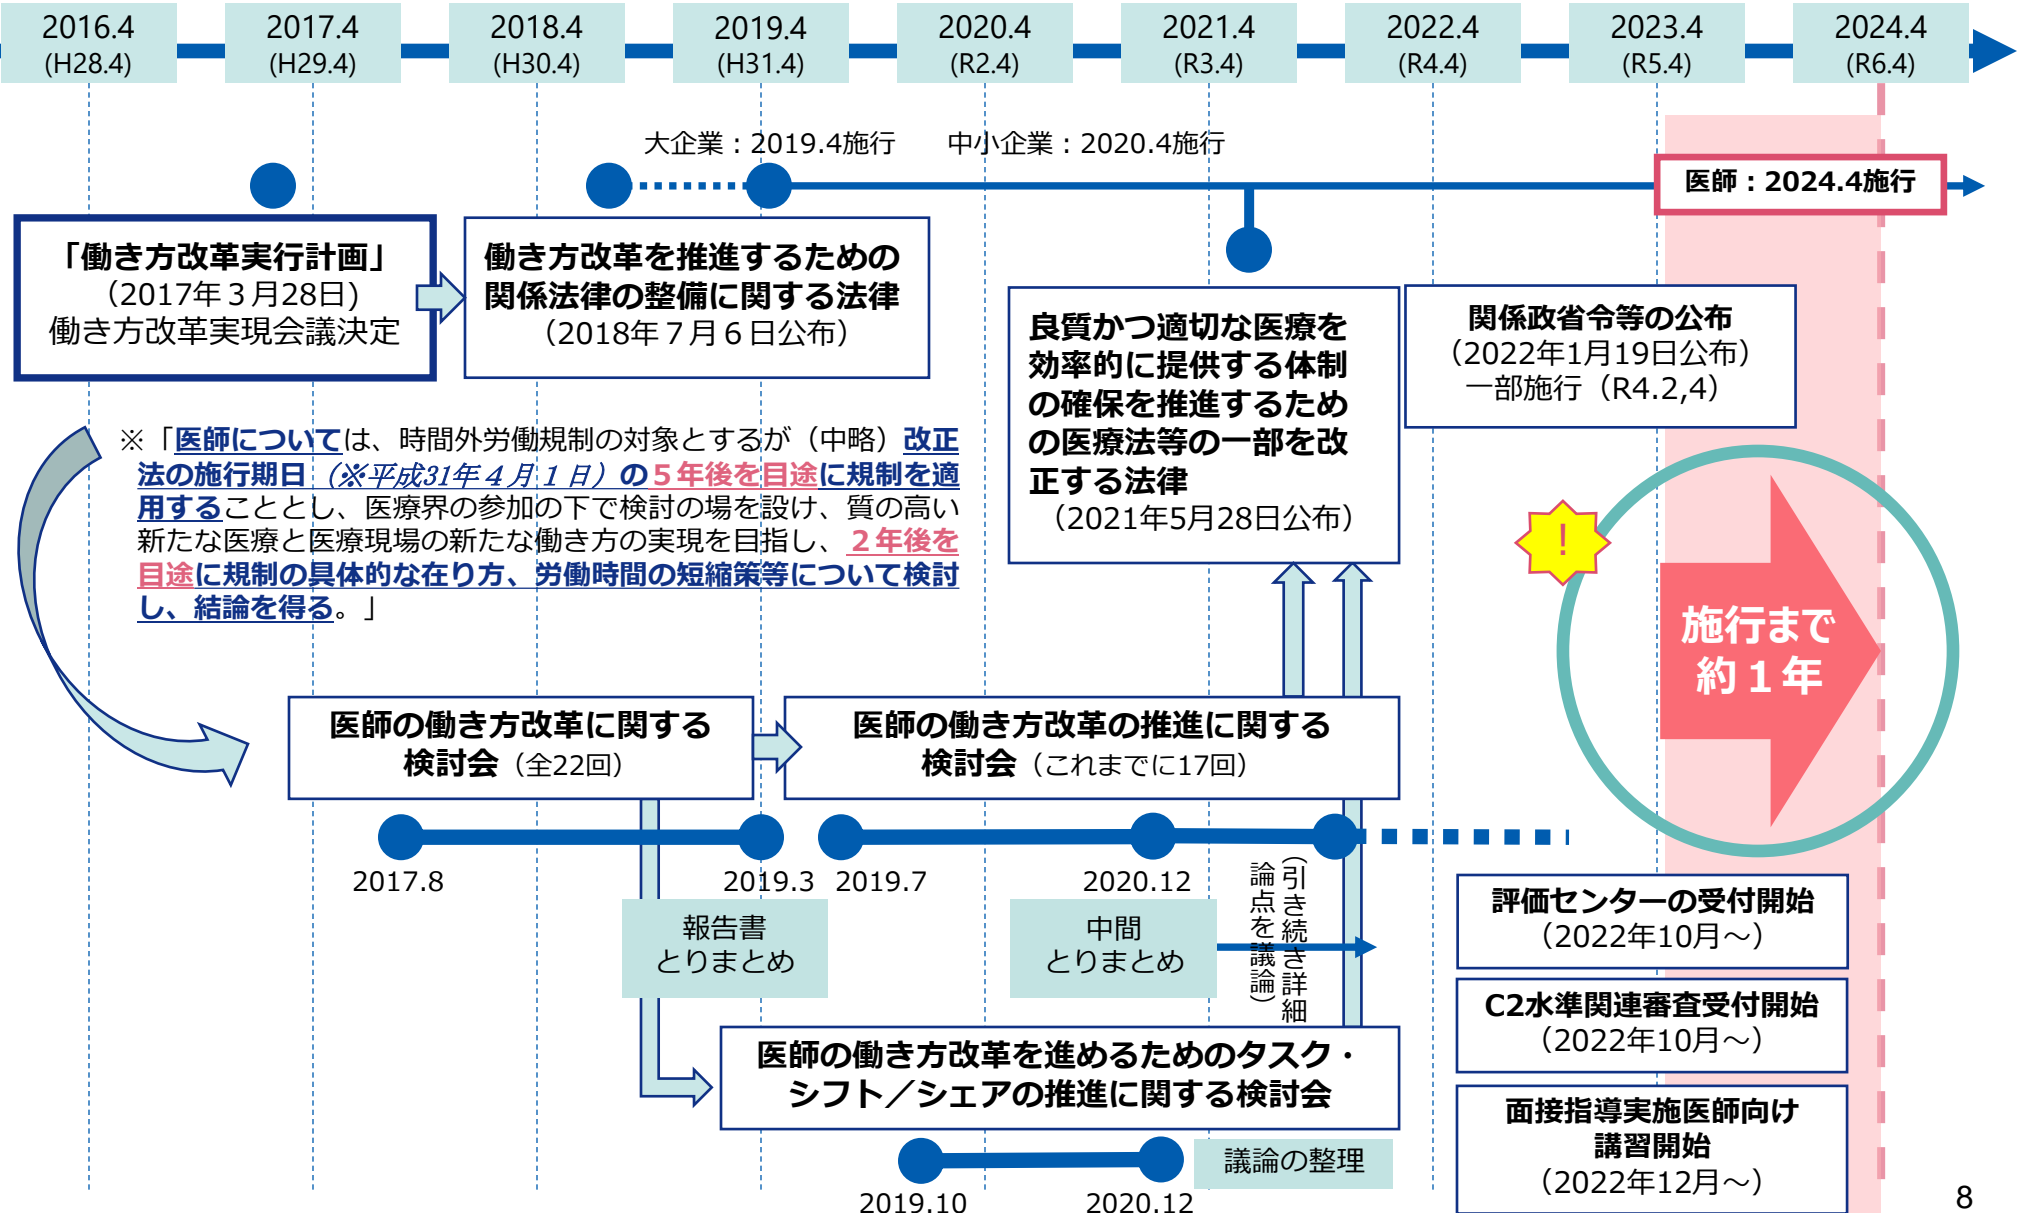 2016.4
(H28.4)
2017.4
(H29.4)
2018.4
(H30.4)
2019.4
(H31.4)
2020.4
(R2.4)
2021.4
(R3.4)
2022.4
(R4.4)
2023.4
(R5.4)
2024.4
(R6.4)
大企業：2019.4施行　中小企業：2020.4施行
医師：2024.4施行
「働き方改革実行計画」
（2017年３月28日)
働き方改革実現会議決定
働き方改革を推進するための
関係法律の整備に関する法律
（2018年７月６日公布）
良質かつ適切な医療を
効率的に提供する体制
の確保を推進するため
の医療法等の一部を改
正する法律
（2021年5月28日公布）
関係政省令等の公布
（2022年1月19日公布）
一部施行（R4.2,4）
※「医師については、時間外労働規制の対象とするが（中略）改正
法の施行期日（※平成31年４月１日）の５年後を目途に規制を適
用することとし、医療界の参加の下で検討の場を設け、質の高い
新たな医療と医療現場の新たな働き方の実現を目指し、２年後を
目途に規制の具体的な在り方、労働時間の短縮策等について検討
し、結論を得る。」
！
施行まで
約１年
医師の働き方改革に関する
検討会（全22回）
医師の働き方改革の推進に関する
検討会（これまでに17回）
2017.8
2019.3
2019.7
2020.12
（引き続き詳細
論点を議論）
報告書
とりまとめ
中間
とりまとめ
医師の働き方改革を進めるためのタスク・
シフト／シェアの推進に関する検討会
2019.10
2020.12
議論の整理
評価センターの受付開始
（2022年10月～）
C2水準関連審査受付開始
（2022年10月～）
面接指導実施医師向け
講習開始
（2022年12月～）
8